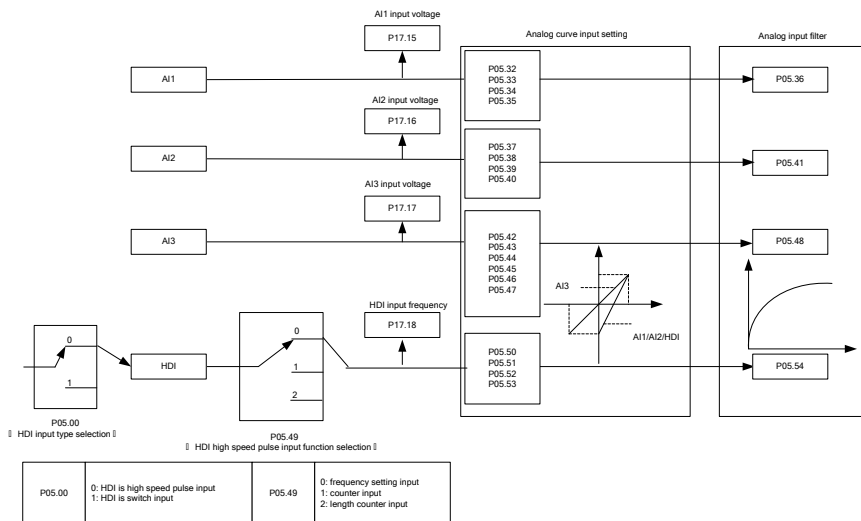 AI1 input voltage
P17.15
Analog curve input setting
Analog input filter
AI1
P05.32
P05.33
P05.34
P05.35
P05.36
AI2 input voltage
P17.16
AI2
P05.37
P05.38
P05.39
P05.40
P05.41
AI3 input voltage
P17.17
AI3
P05.42
P05.43
P05.44
P05.45
P05.46
P05.47
P05.48
AI3
AI1/AI2/HDI
HDI input frequency
P17.18
0
1
HDI
0
1
2
P05.50
P05.51
P05.52
P05.53
P05.54
P05.00
HDI input type selection
P05.49
HDI high speed pulse input function selection
P05.00
0: HDI is high speed pulse input
1: HDI is switch input
P05.49
0: frequency setting input
1: counter input
2: length counter input